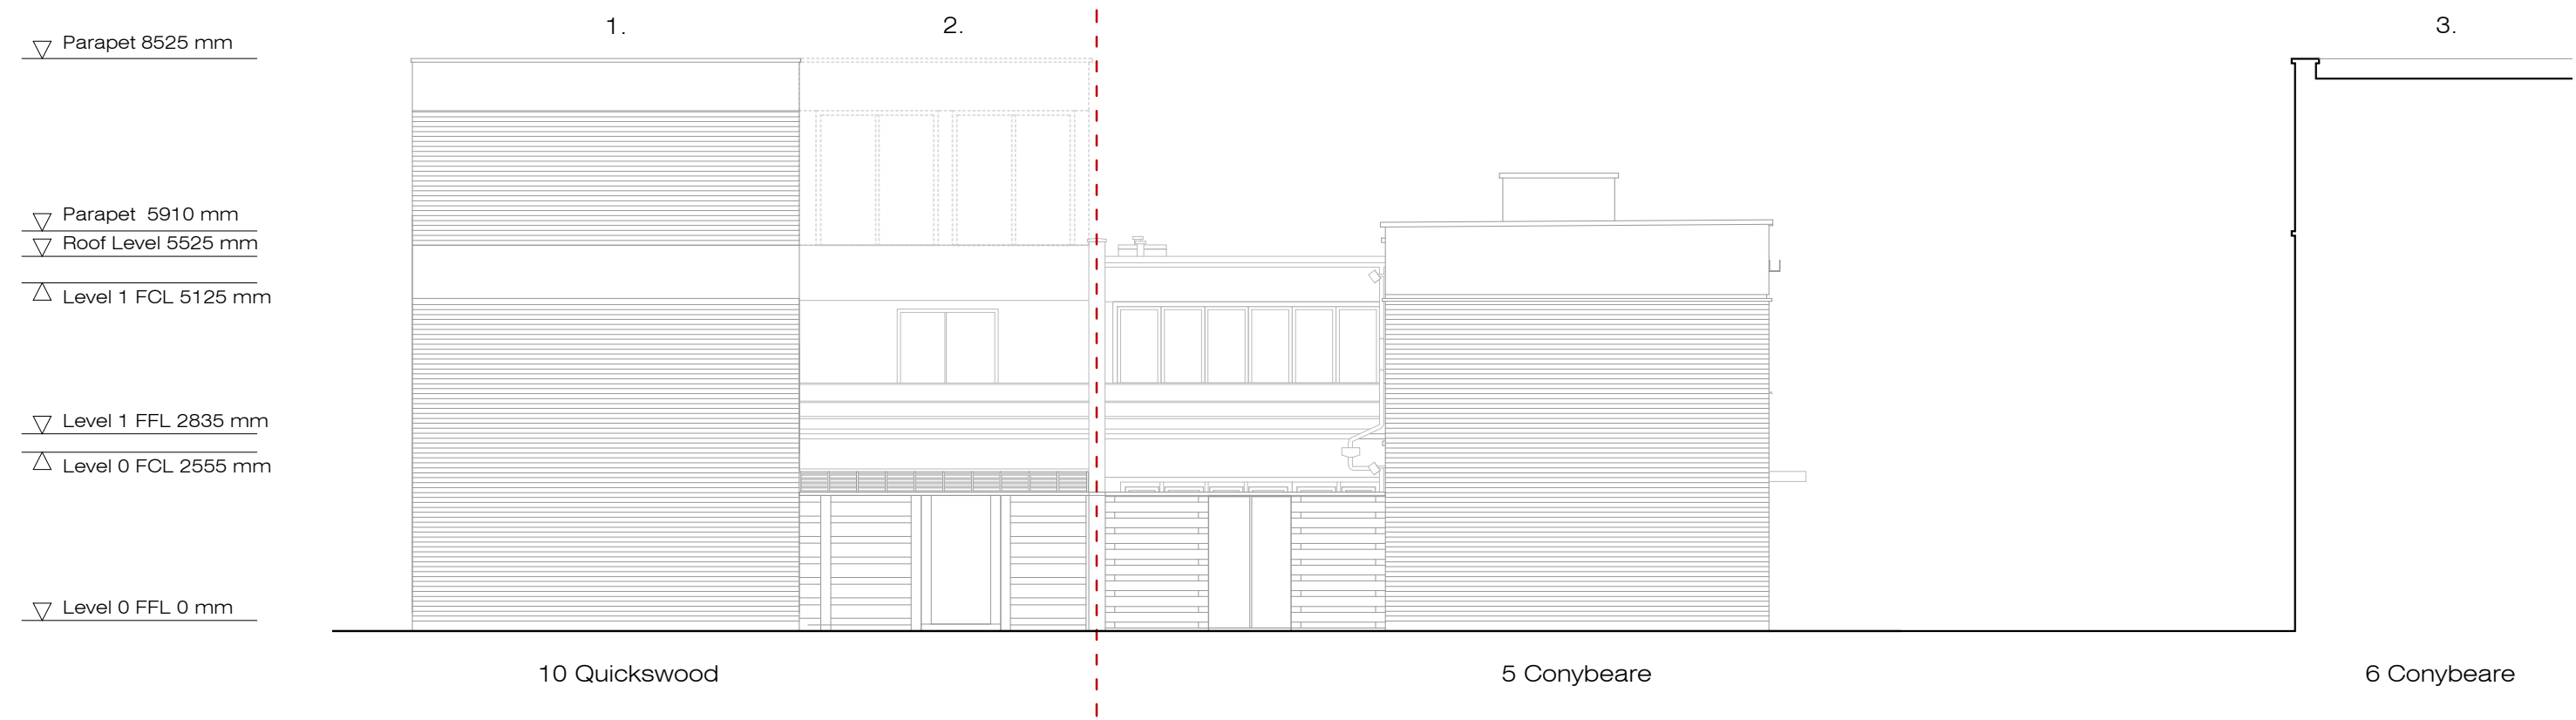 1.
2.
3.
Parapet 8525 mm
Parapet 5910 mm
Roof Level 5525 mm
Level 1 FCL 5125 mm
Level 1 FFL 2835 mm
Level 0 FCL 2555 mm
Level 0 FFL 0 mm
10 Quickswood
5 Conybeare
6 Conybeare